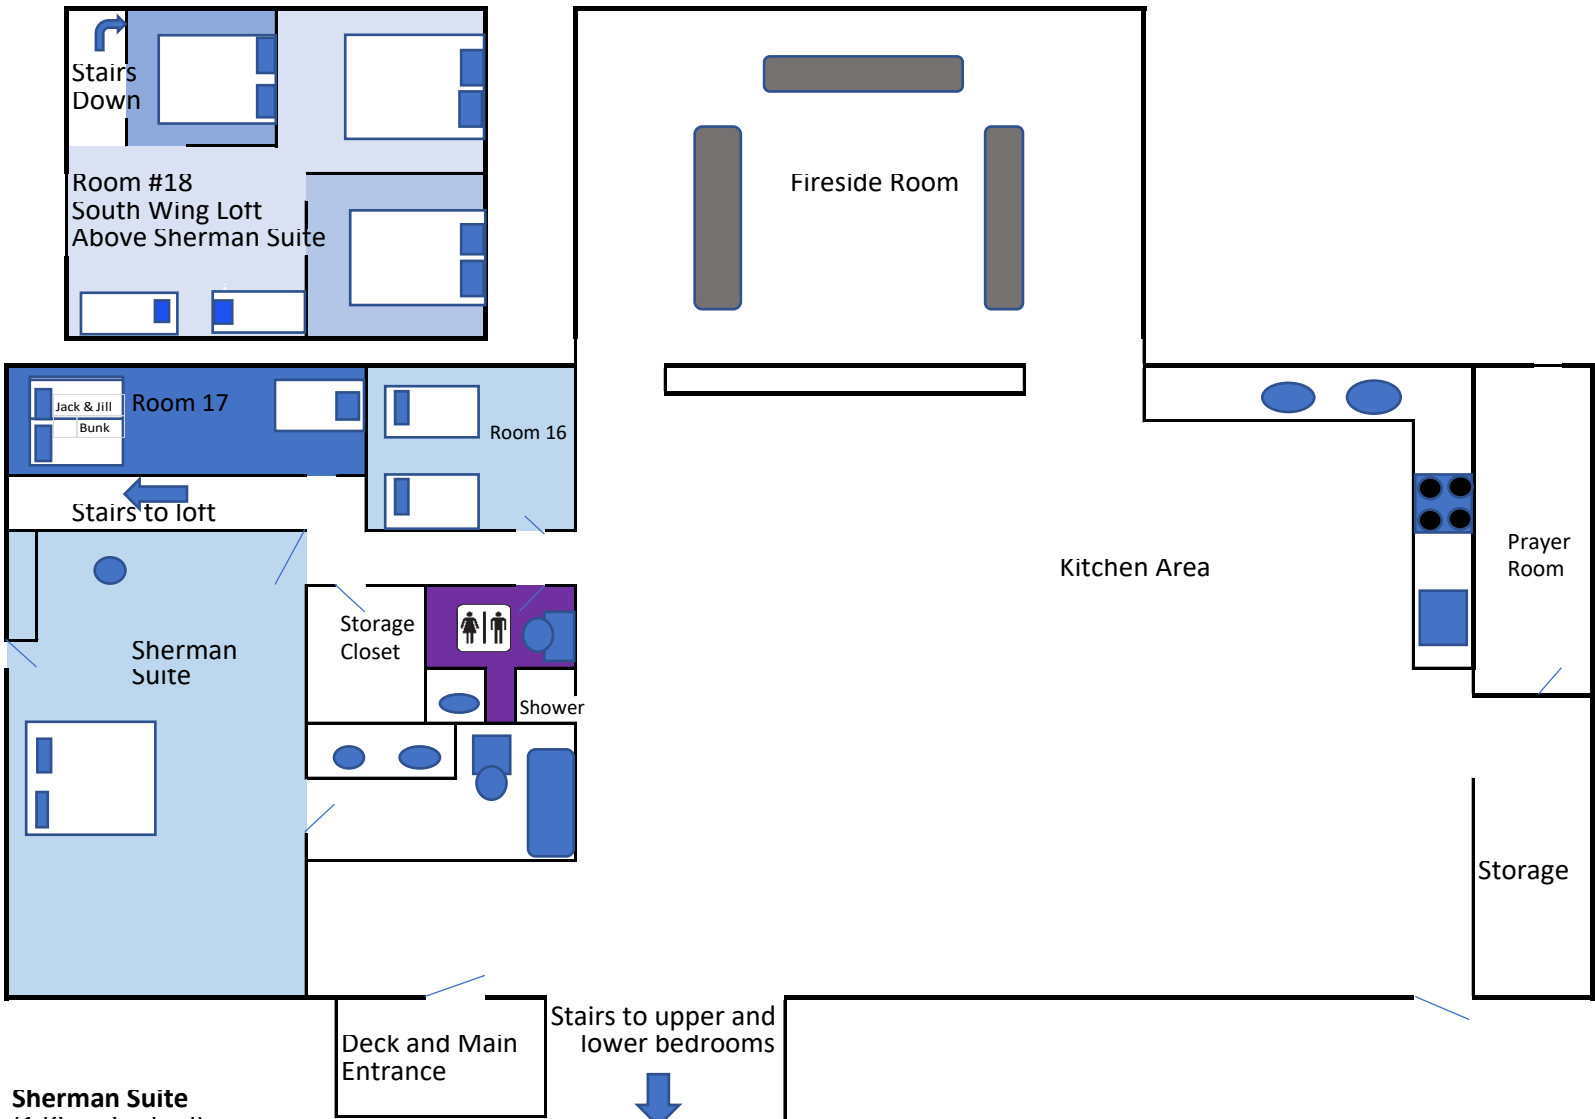 Stairs
Down
Room #18
South Wing Loft
Above Sherman Suite
Fireside Room
Jack & Jill
Bunk
Room 17
Room 16
Stairs to loft
Kitchen Area
Prayer
Room
Storage
Closet
Sherman
Suite
Shower
Storage
Stairs to upper and
lower bedrooms
Deck and Main
Entrance
Sherman Suite